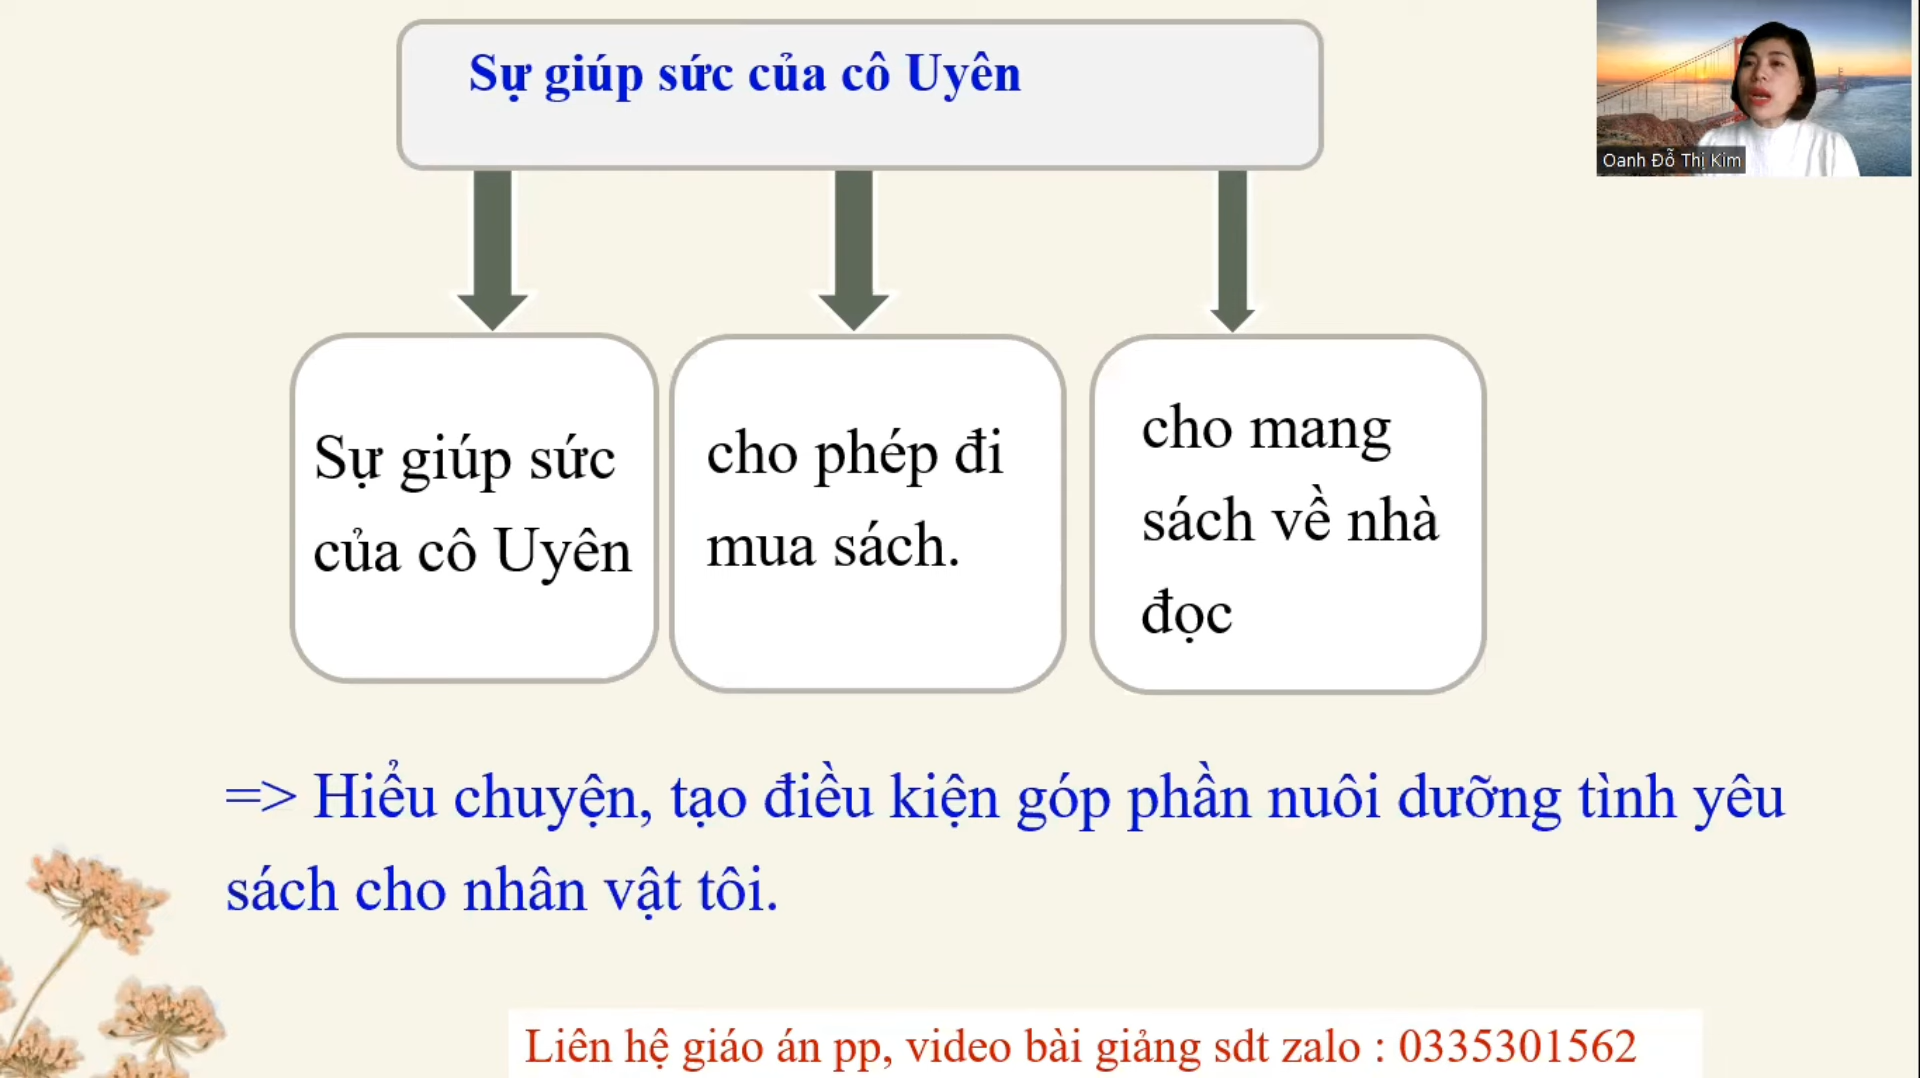 Sự giúp sức của cô Uyên
Oanh Đỗ Thị Kim
Sự giúp sức
của cô Uyên
cho phép đi
mua sách.
cho mang
sách về nhà
đọc
=> Hiểu chuyện, tạo điều kiện góp phần nuôi dưỡng tình yêu
sách cho nhân vật tôi.
Liên hệ giáo án pp, video bài giảng sdt zalo : 0335301562